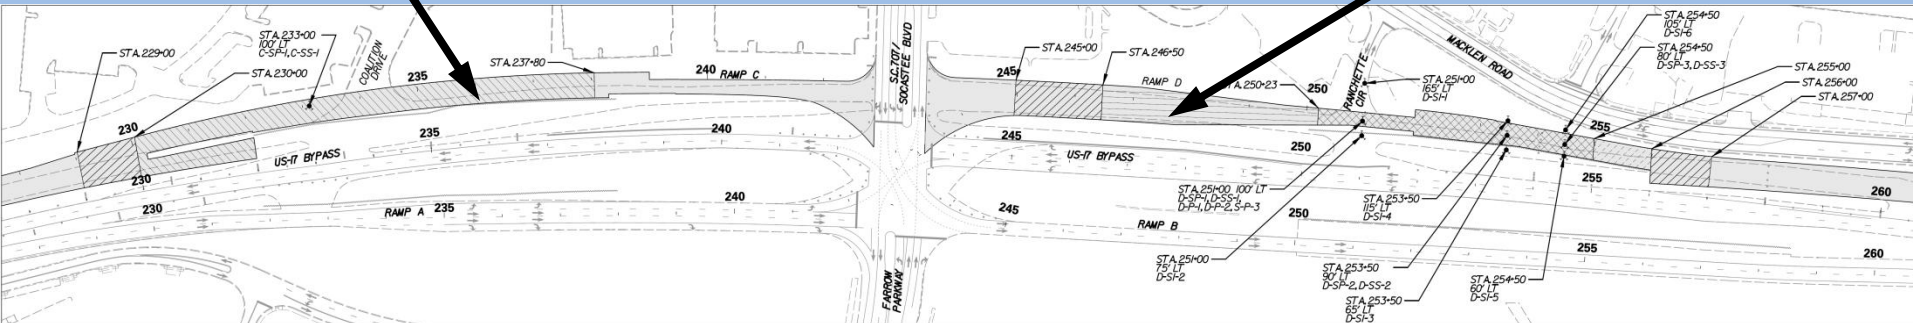 STA.229+00
STA.233+00
100' LT
C-SP-1,C-SS-1
STA.230+00
COALITION
DRIVE
235
STA.237+80
240
RAMP C
S.C.707/
SOCASTEE BLVD
245
STA.245+00
STA.246+50
RAMP D
STA.250+23
250
RANCHETTE
CIR
STA.251+00
165' LT
D-SI-1
MACKLEN ROAD
STA.254+50
105' LT
D-SI-6
STA.254+50
80' LT
D-SP-3,D-SS-3
STA.255+00
STA.256+00
STA.257+00
230
235
240
245
250
255
US-17 BYPASS
US-17 BYPASS
230
255
260
230
RAMP A
235
240
245
RAMP B
250
255
260
STA.251+00 100' LT
D-SP-1,D-SS-1,
D-P-1,D-P-2,S-P-3
STA.251+00
75' LT
D-SI-2
STA.253+50
115' LT
D-SI-4
STA.253+50
90' LT
D-SP-2,D-SS-2
STA.253+50
65' LT
D-SI-3
STA.254+50
60' LT
D-SI-5
FARROW
PARKWAY